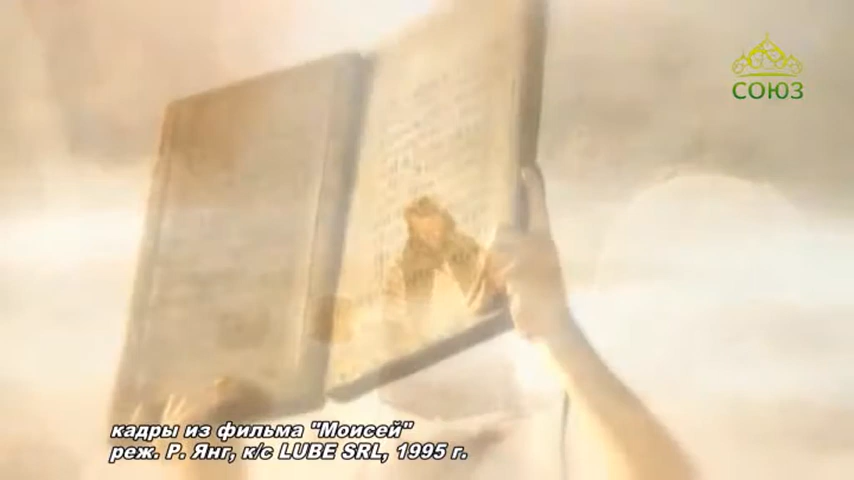 СОЮЗ
кадры из фильма "Моисей"
реж. Р. Янг, к/с LUBE SRL, 1995 г.